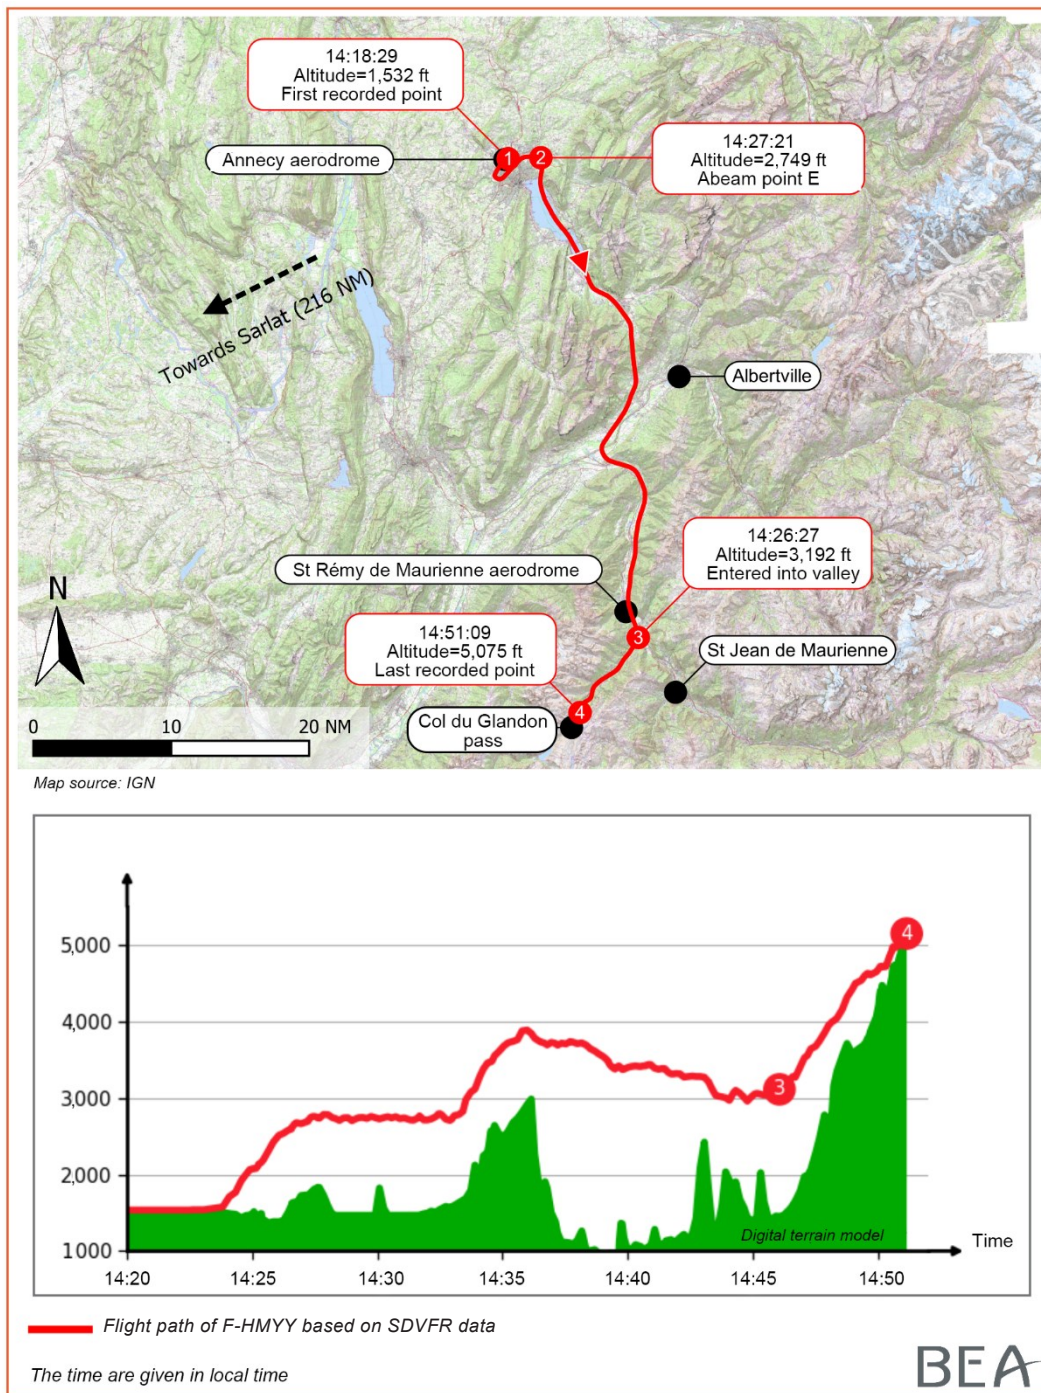 14:18:29
Altitude=1,532 ft
First recorded point
14:27:21
Altitude=2,749 ft
Abeam point E
Annecy aerodrome
1
2
Towards Sarlat (216 NM)
Albertville
14:26:27
Altitude=3,192 ft
Entered into valley
St Rémy de Maurienne aerodrome
3
14:51:09
Altitude=5,075 ft
Last recorded point
St Jean de Maurienne
4
Col du Glandon
pass
N
0 10 20 NM
Map source: IGN
5,000
4,000
3,000
2,000
1000
3
4
Digital terrain model
Time
14:20 14:25 14:30 14:35 14:40 14:45 14:50
Flight path of F-HMYY based on SDVFR data
The time are given in local time
BEA